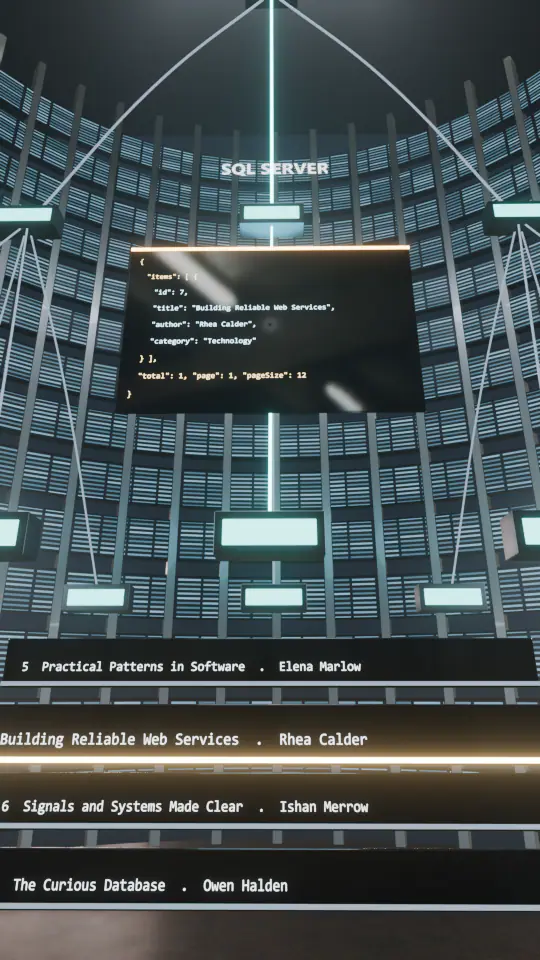 SQL SERVER
{
"items": [ {
"id": 7,
"title": "Building Reliable Web Services",
"author": "Rhea Calder",
"category": "Technology"
} ],
"total": 1, "page": 1, "pageSize": 12
}
5 Practical Patterns in Software . Elena Marlow
Building Reliable Web Services . Rhea Calder
6 Signals and Systems Made Clear . Ishan Merrow
The Curious Database . Owen Halden